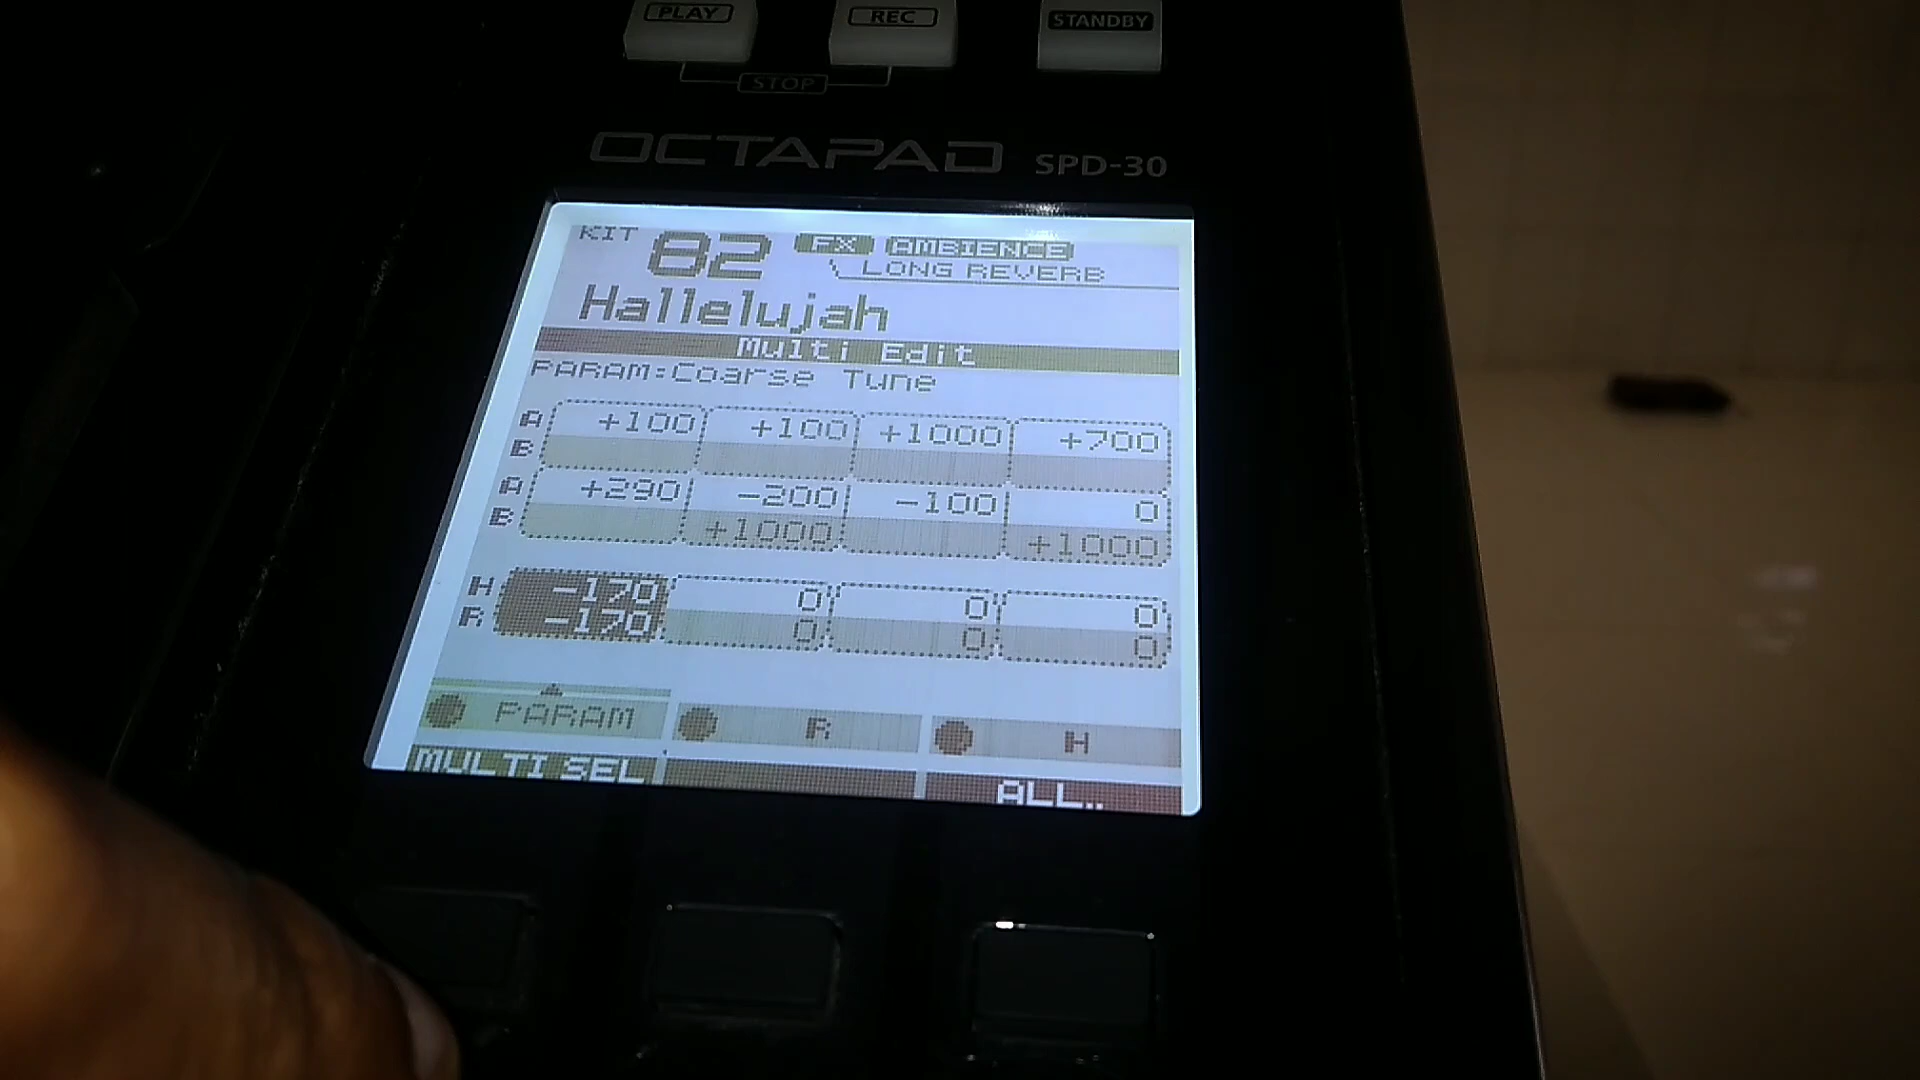 PLAY REC STANDBY
STOP
OCTAPAD SPD-30
KIT 82 FX AMBIENCE
LONG REVERB
Hallelujah
Multi Edit
PARAM:Coarse Tune
A +100 +100 +1000 +700
B
A +290 -200 -100 0
B +1000 +1000
H -170 0 0 0
R -170 0 0 0
PARAM R H
MULTI SEL ALL..